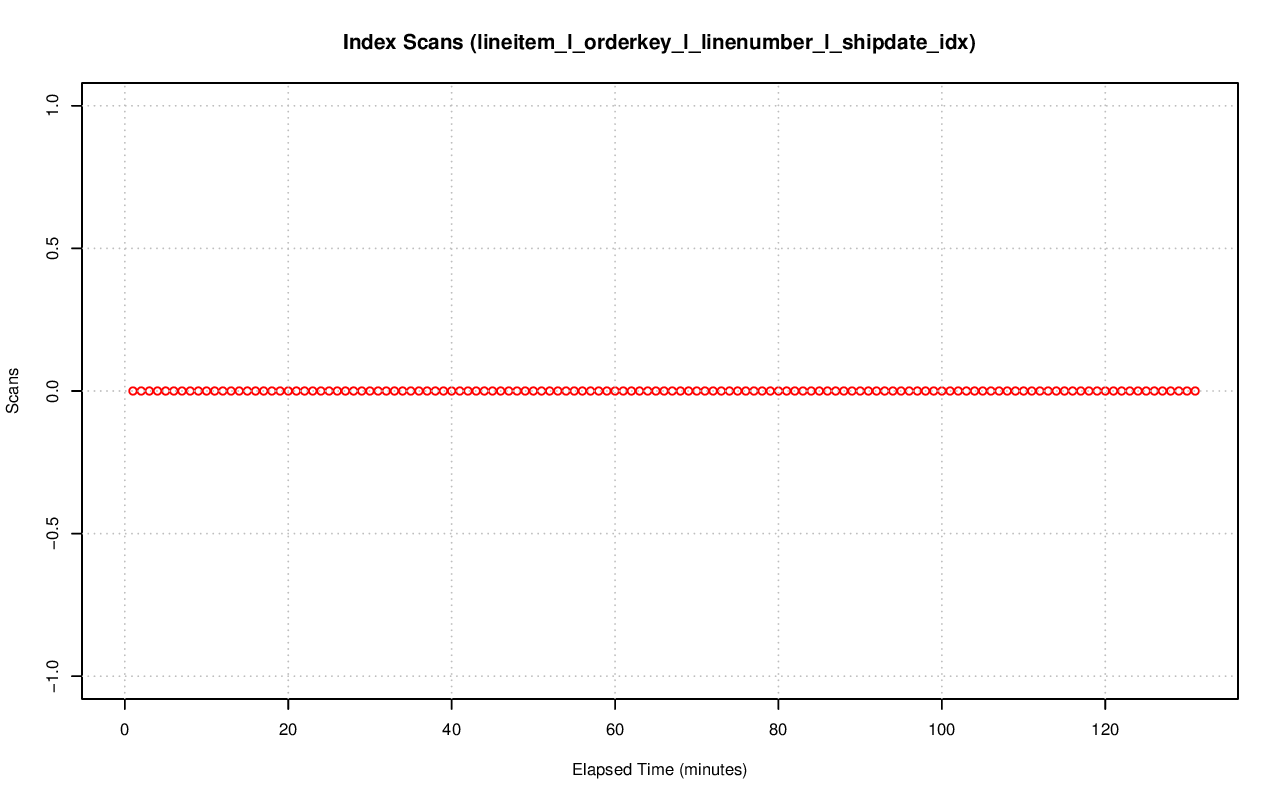 Index Scans (lineitem_l_orderkey_l_linenumber_l_shipdate_idx)
Scans
1.0
0.5
0.0
−0.5
−1.0
0 20 40 60 80 100 120
Elapsed Time (minutes)